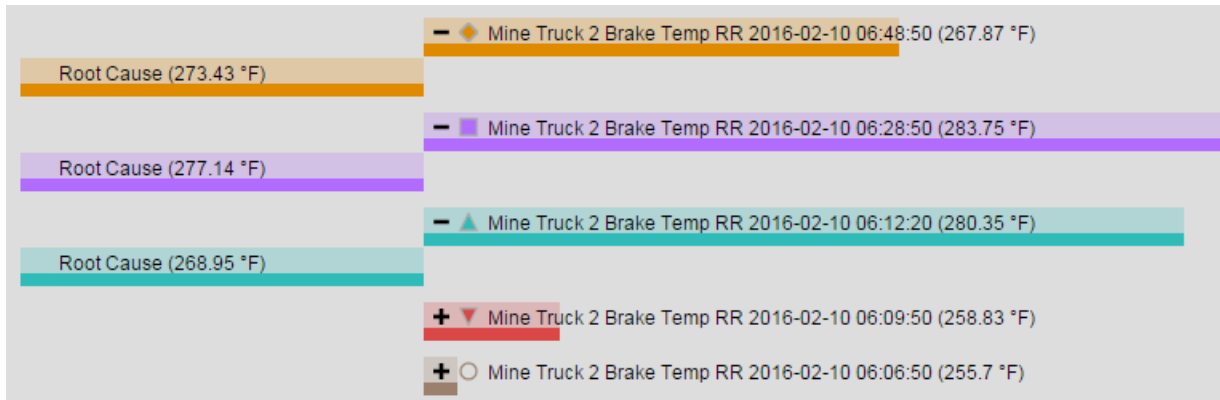 Mine Truck 2 Brake Temp RR 2016-02-10 06:48:50 (267.87 °F)
Root Cause (273.43 °F)
Mine Truck 2 Brake Temp RR 2016-02-10 06:28:50 (283.75 °F)
Root Cause (277.14 °F)
Mine Truck 2 Brake Temp RR 2016-02-10 06:12:20 (280.35 °F)
Root Cause (268.95 °F)
Mine Truck 2 Brake Temp RR 2016-02-10 06:09:50 (258.83 °F)
Mine Truck 2 Brake Temp RR 2016-02-10 06:06:50 (255.7 °F)